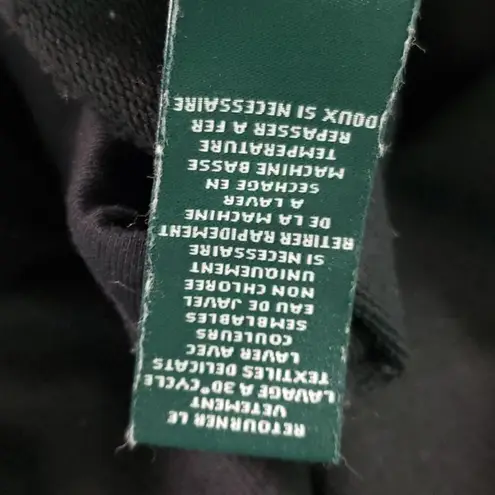 RETOURNER LE
VETEMENT
LAVAGE A 30° CYCLE
TEXTILES DELICATS
LAVER AVEC
COULEURS
SEMBLABLES
EAU DE JAVEL
NON CHLOREE
UNIQUEMENT
SI NECESSAIRE
RETIRER RAPIDEMENT
DE LA MACHINE
A LAVER
SECHAGE EN
MACHINE BASSE
TEMPERATURE
REPASSER A FER
DOUX SI NECESSAIRE